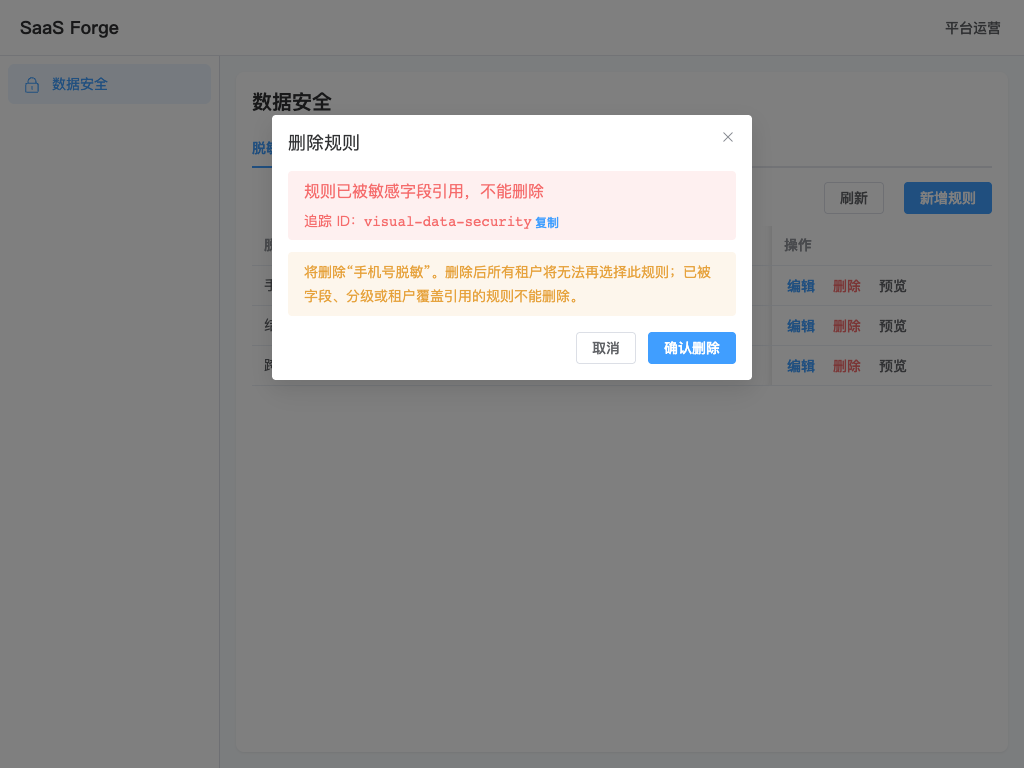 SaaS Forge
平台运营
数据安全
数据安全
删除规则
规则已被敏感字段引用，不能删除
追踪 ID：visual-data-security 复制
将删除“手机号脱敏”。删除后所有租户将无法再选择此规则；已被
字段、分级或租户覆盖引用的规则不能删除。
取消 确认删除
刷新 新增规则
操作
编辑 删除 预览
编辑 删除 预览
编辑 删除 预览